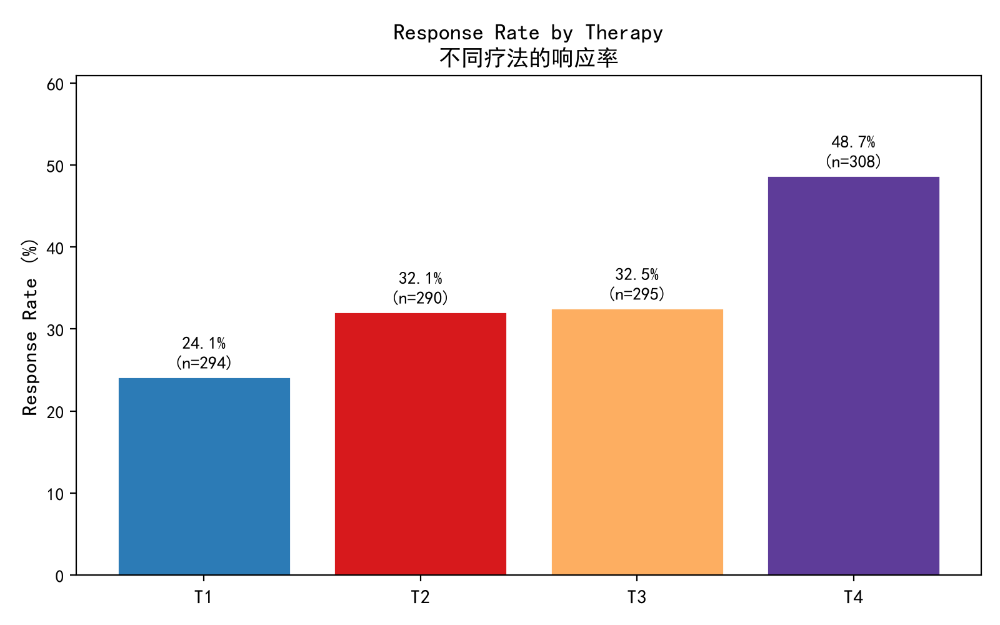 Response Rate by Therapy
不同疗法的响应率
Response Rate (%)
60
50
40
30
20
10
0
24.1%
(n=294)
32.1%
(n=290)
32.5%
(n=295)
48.7%
(n=308)
T1
T2
T3
T4